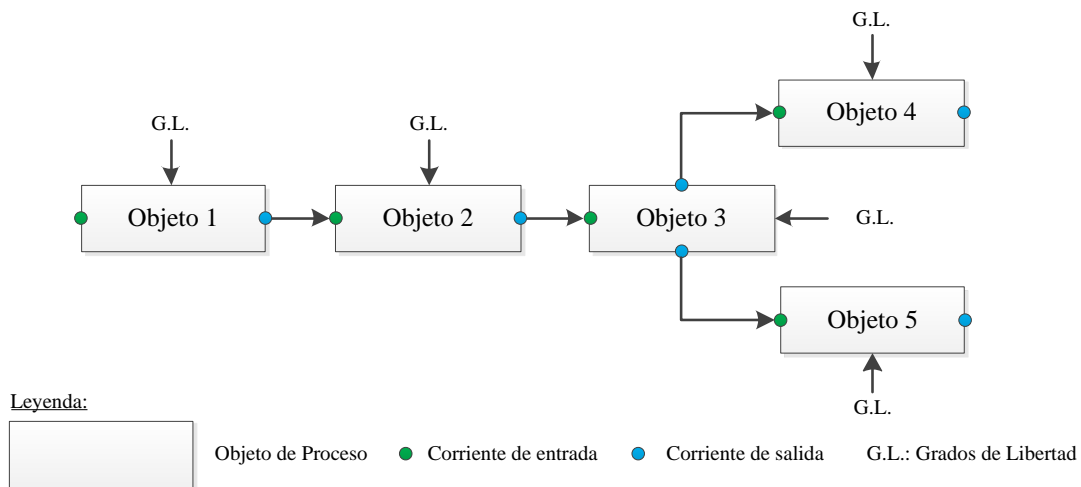 G.L.
Objeto 4
G.L.
G.L.
Objeto 1
Objeto 2
Objeto 3
G.L.
Objeto 5
G.L.
Leyenda:
Objeto de Proceso
Corriente de entrada
Corriente de salida
G.L.: Grados de Libertad